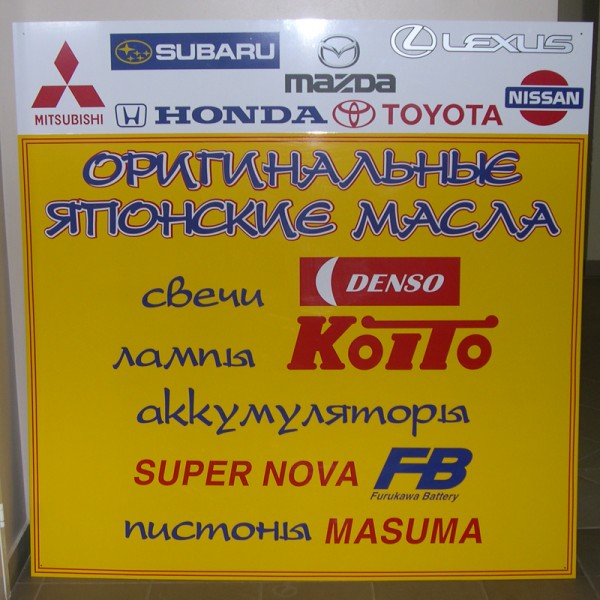 SUBARU
mazda
LEXUS
MITSUBISHI
HONDA
TOYOTA
NISSAN
ОРИГИНАЛЬНЫЕ
ЯПОНСКИЕ МАСЛА
свечи DENSO
лампы KOITO
аккумуляторы
SUPER NOVA FB
Furukawa Battery
пистоны MASUMA